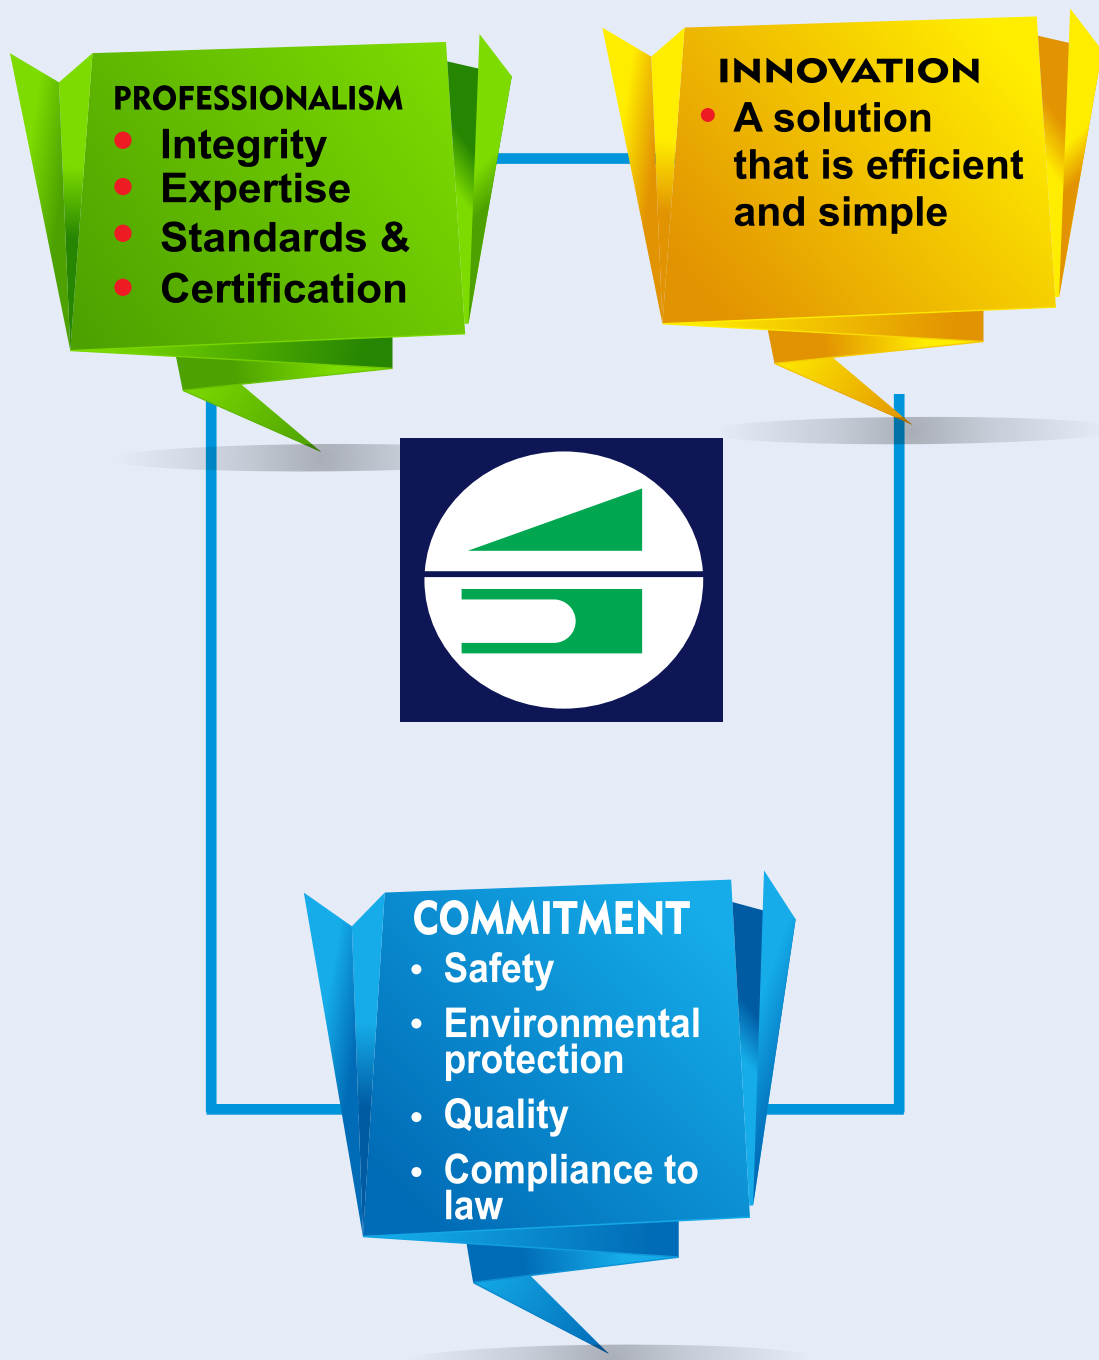 PROFESSIONALISM
• Integrity
• Expertise
• Standards &
• Certification
INNOVATION
• A solution
that is efficient
and simple
COMMITMENT
• Safety
• Environmental
protection
• Quality
• Compliance to
law